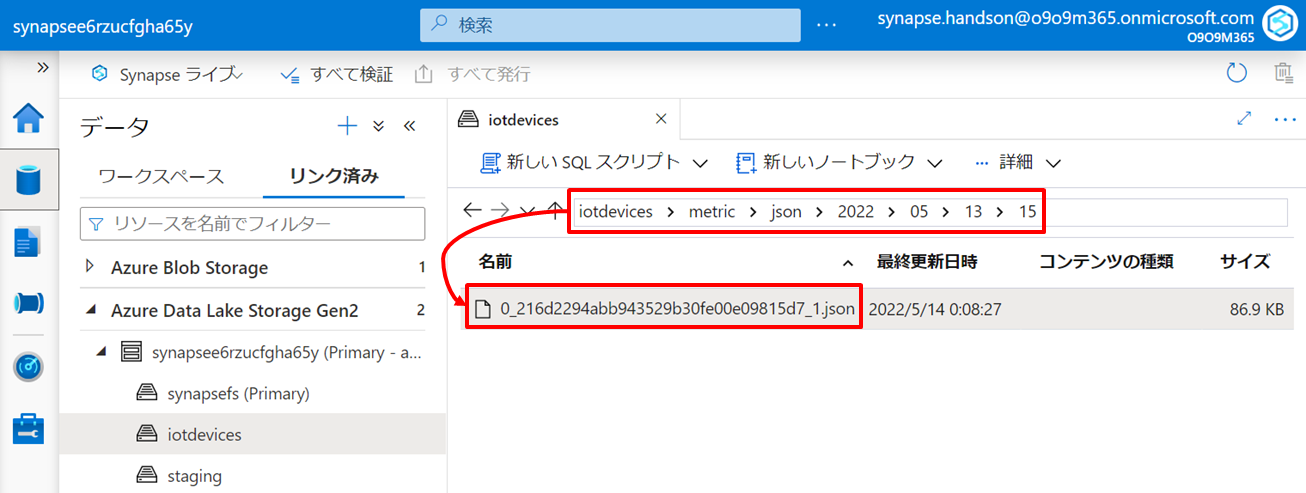 synapsee6rzucfgha65y
検索
synapse.handson@o9o9m365.onmicrosoft.com
O9O9M365
Synapse ライブ
すべて検証
すべて発行
データ
ワークスペース
リンク済み
リソースを名前でフィルター
Azure Blob Storage 1
Azure Data Lake Storage Gen2 2
synapsee6rzucfgha65y (Primary - a...
synapsefs (Primary)
iotdevices
staging
iotdevices
新しい SQL スクリプト
新しいノートブック
詳細
iotdevices > metric > json > 2022 > 05 > 13 > 15
名前 最終更新日時 コンテンツの種類 サイズ
0_216d2294abb943529b30fe00e09815d7_1.json 2022/5/14 0:08:27 86.9 KB